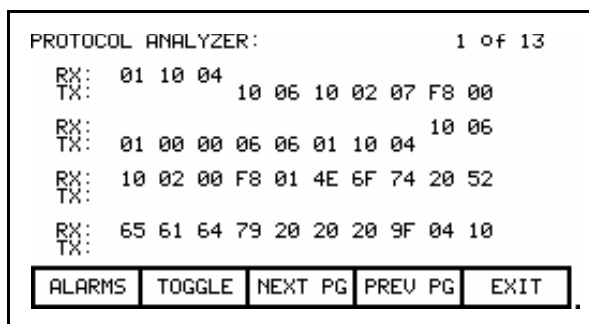 PROTOCOL ANALYZER: 1 Of 13
RX: 01 10 04
TX: 10 06 10 02 07 F8 00
RX: 10 06
TX: 01 00 00 06 06 01 10 04
RX: 10 02 00 F8 01 4E 6F 74 20 52
TX:
RX: 65 61 64 79 20 20 20 9F 04 10
TX:
ALARMS TOGGLE NEXT PG PREV PG EXIT .